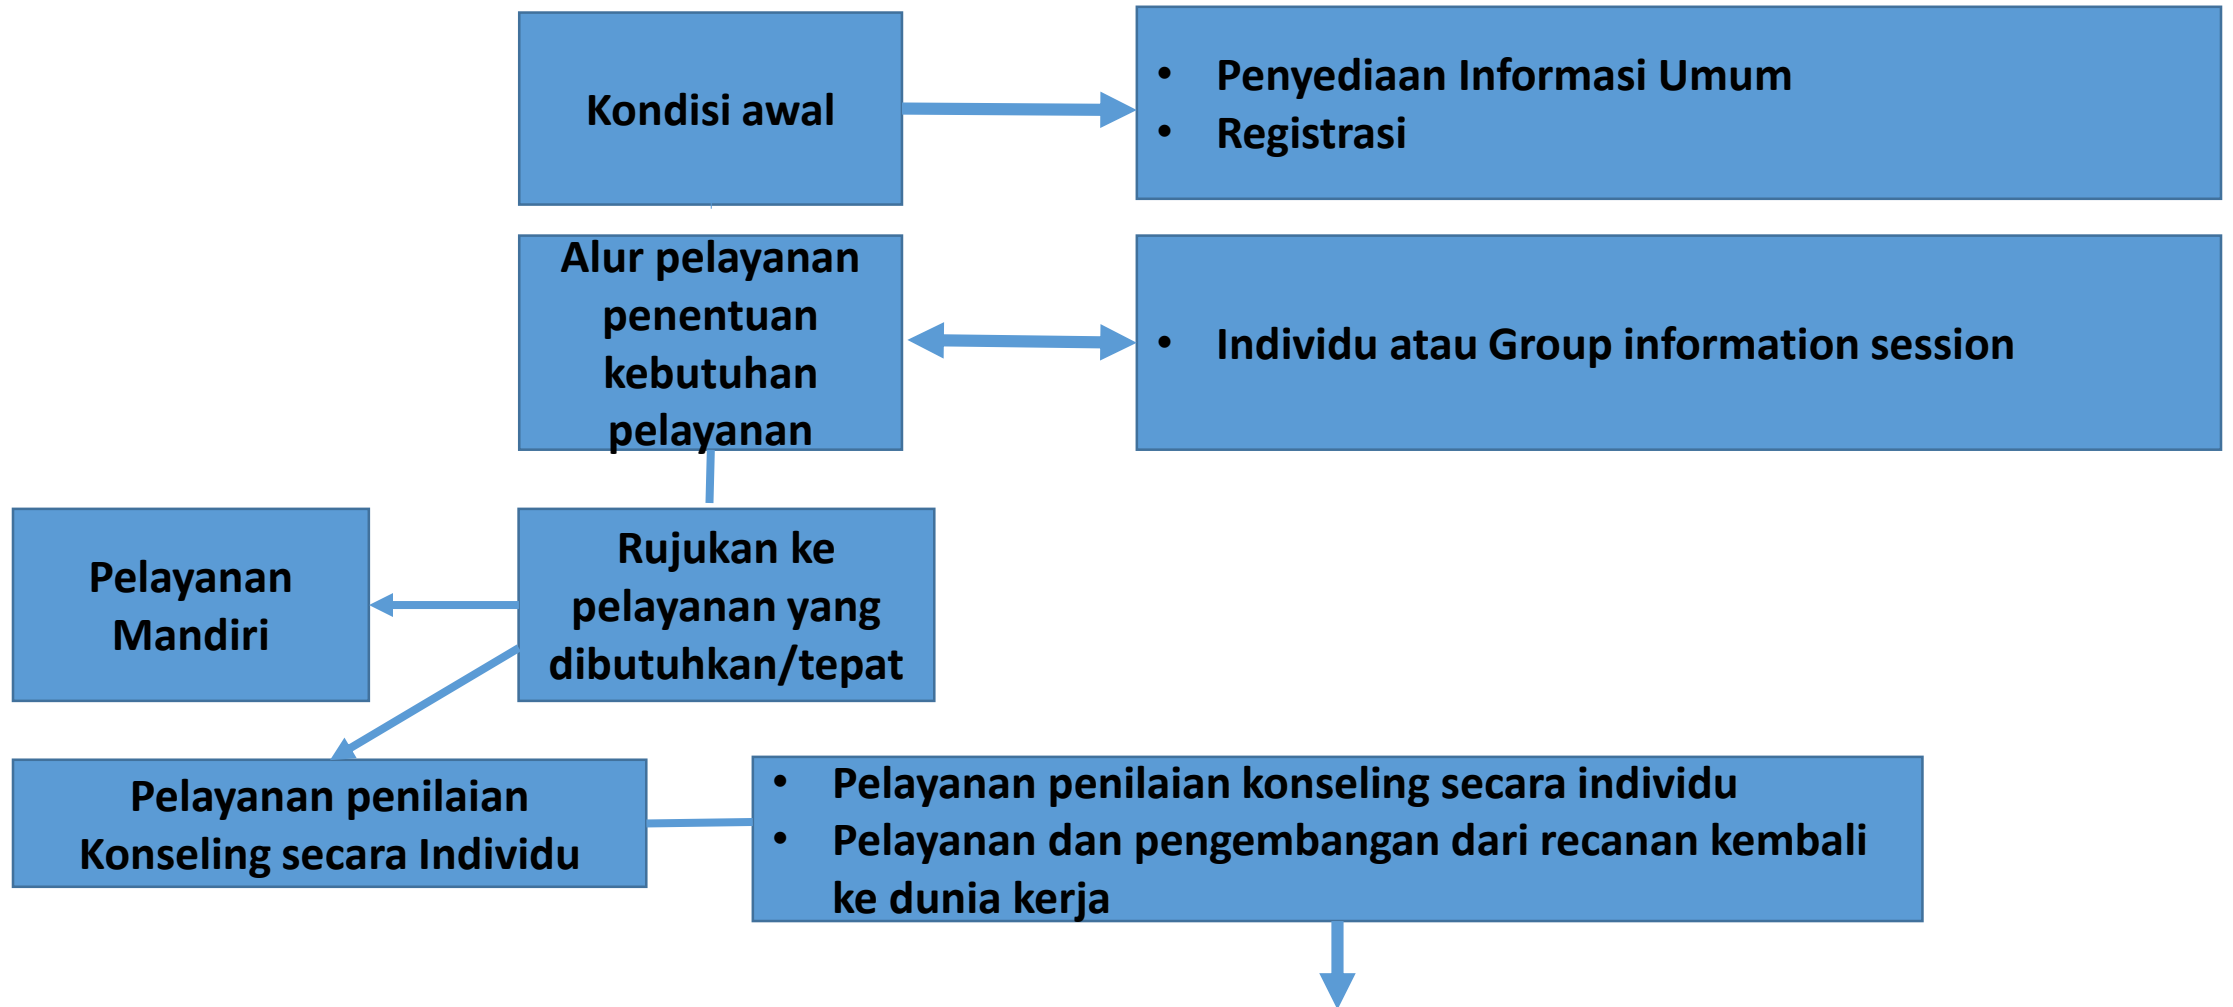 Kondisi awal
• Penyediaan Informasi Umum
• Registrasi
Alur pelayanan
penentuan
kebutuhan
pelayanan
• Individu atau Group information session
Pelayanan
Mandiri
Rujukan ke
pelayanan yang
dibutuhkan/tepat
Pelayanan penilaian
Konseling secara Individu
• Pelayanan penilaian konseling secara individu
• Pelayanan dan pengembangan dari recanan kembali
ke dunia kerja